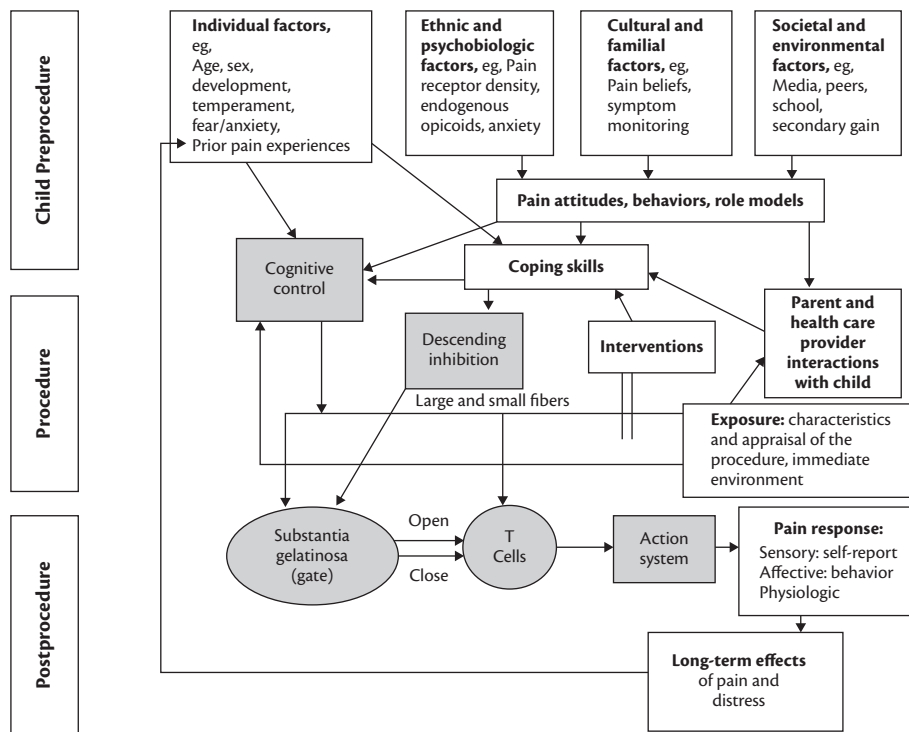 Child Preprocedure
Individual factors,
eg,
Age, sex,
development,
temperament,
fear/anxiety,
Prior pain experiences
Ethnic and
psychobiologic
factors, eg, Pain
receptor density,
endogenous
opicoids, anxiety
Cultural and
familial
factors, eg,
Pain beliefs,
symptom
monitoring
Societal and
environmental
factors, eg,
Media, peers,
school,
secondary gain
Pain attitudes, behaviors, role models
Cognitive
control
Coping skills
Procedure
Descending
inhibition
Interventions
Parent and
health care
provider
interactions
with child
Large and small fibers
Exposure: characteristics
and appraisal of the
procedure, immediate
environment
Postprocedure
Substantia
gelatinosa
(gate)
Open
Close
T
Cells
Action
system
Pain response:
Sensory: self-report
Affective: behavior
Physiologic
Long-term effects
of pain and
distress